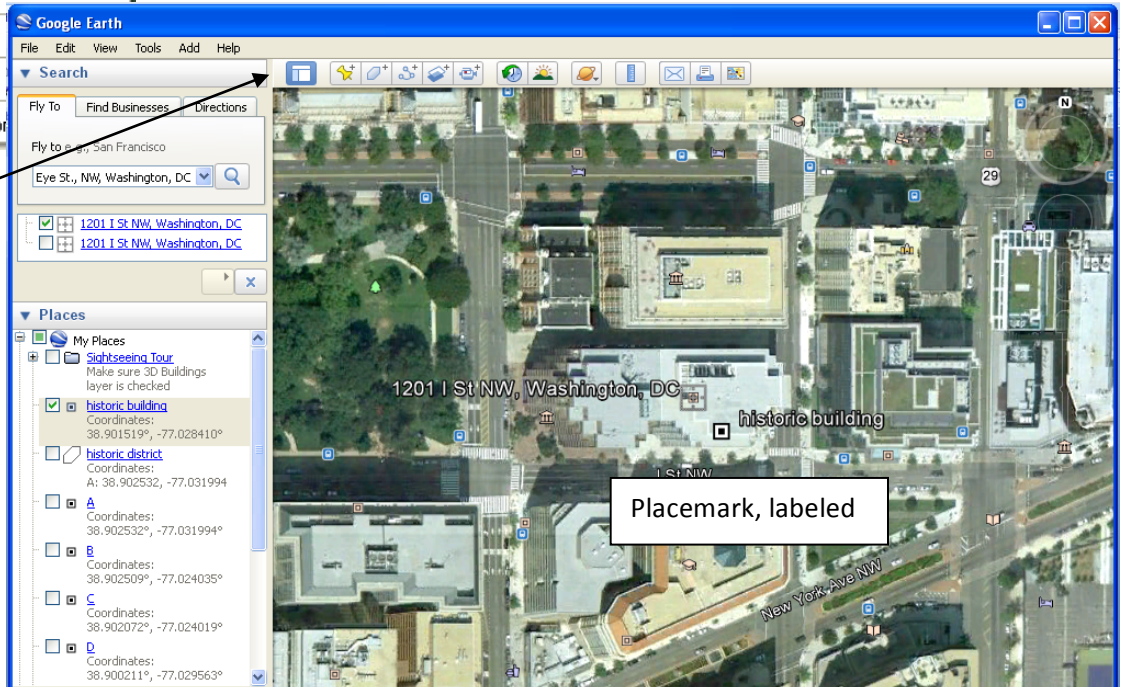 Google Earth
File Edit View Tools Add Help
Search
Fly To Find Businesses Directions
Fly to e.g., San Francisco
Eye St., NW, Washington, DC
1201 I St NW, Washington, DC
1201 I St NW, Washington, DC
Places
My Places
Sightseeing Tour
Make sure 3D Buildings
layer is checked
historic building
Coordinates:
38.901519°, -77.028410°
historic district
Coordinates:
A: 38.902532, -77.031994
A
Coordinates:
38.902532°, -77.031994°
B
Coordinates:
38.902509°, -77.024035°
C
Coordinates:
38.902072°, -77.024019°
D
Coordinates:
38.900211°, -77.029563°
N
29
1201 I St NW, Washington, DC
historic building
I St NW
Placemark, labeled
New York Ave NW